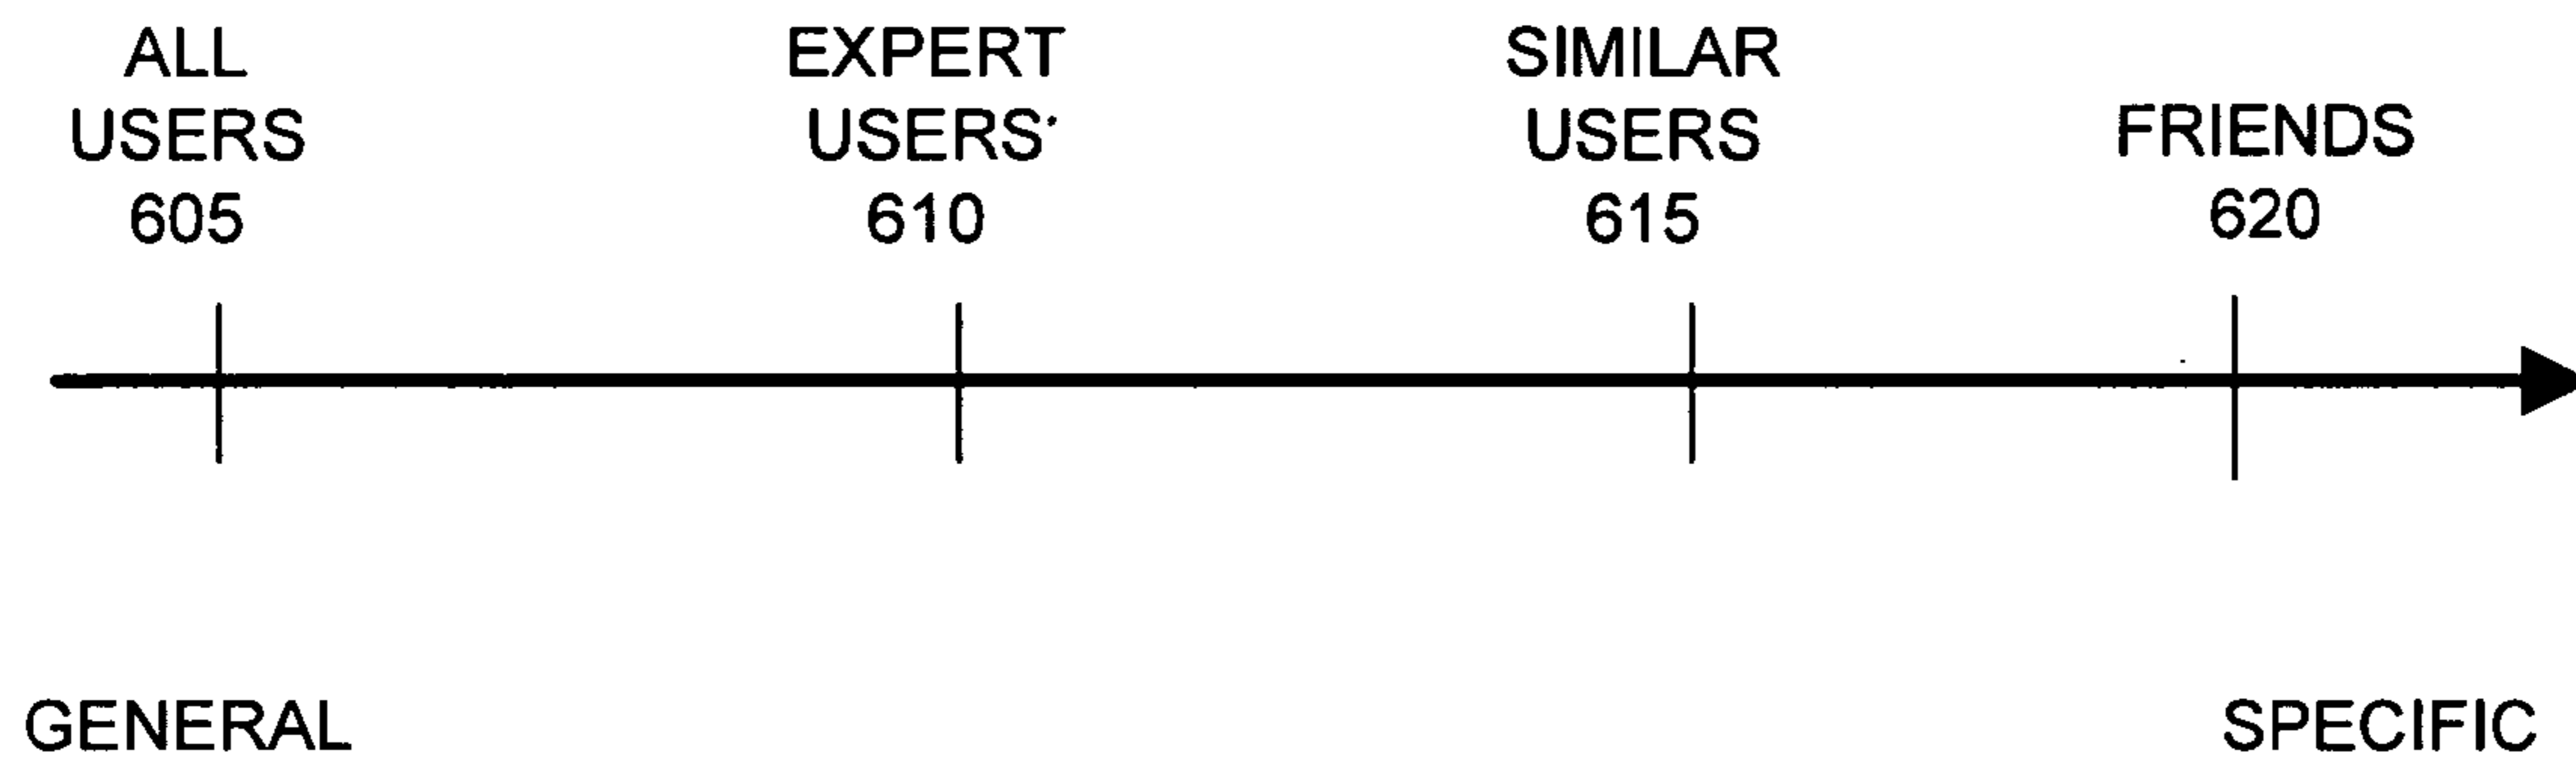 ALL
USERS
605
EXPERT
USERS
610
SIMILAR
USERS
615
FRIENDS
620
GENERAL
SPECIFIC